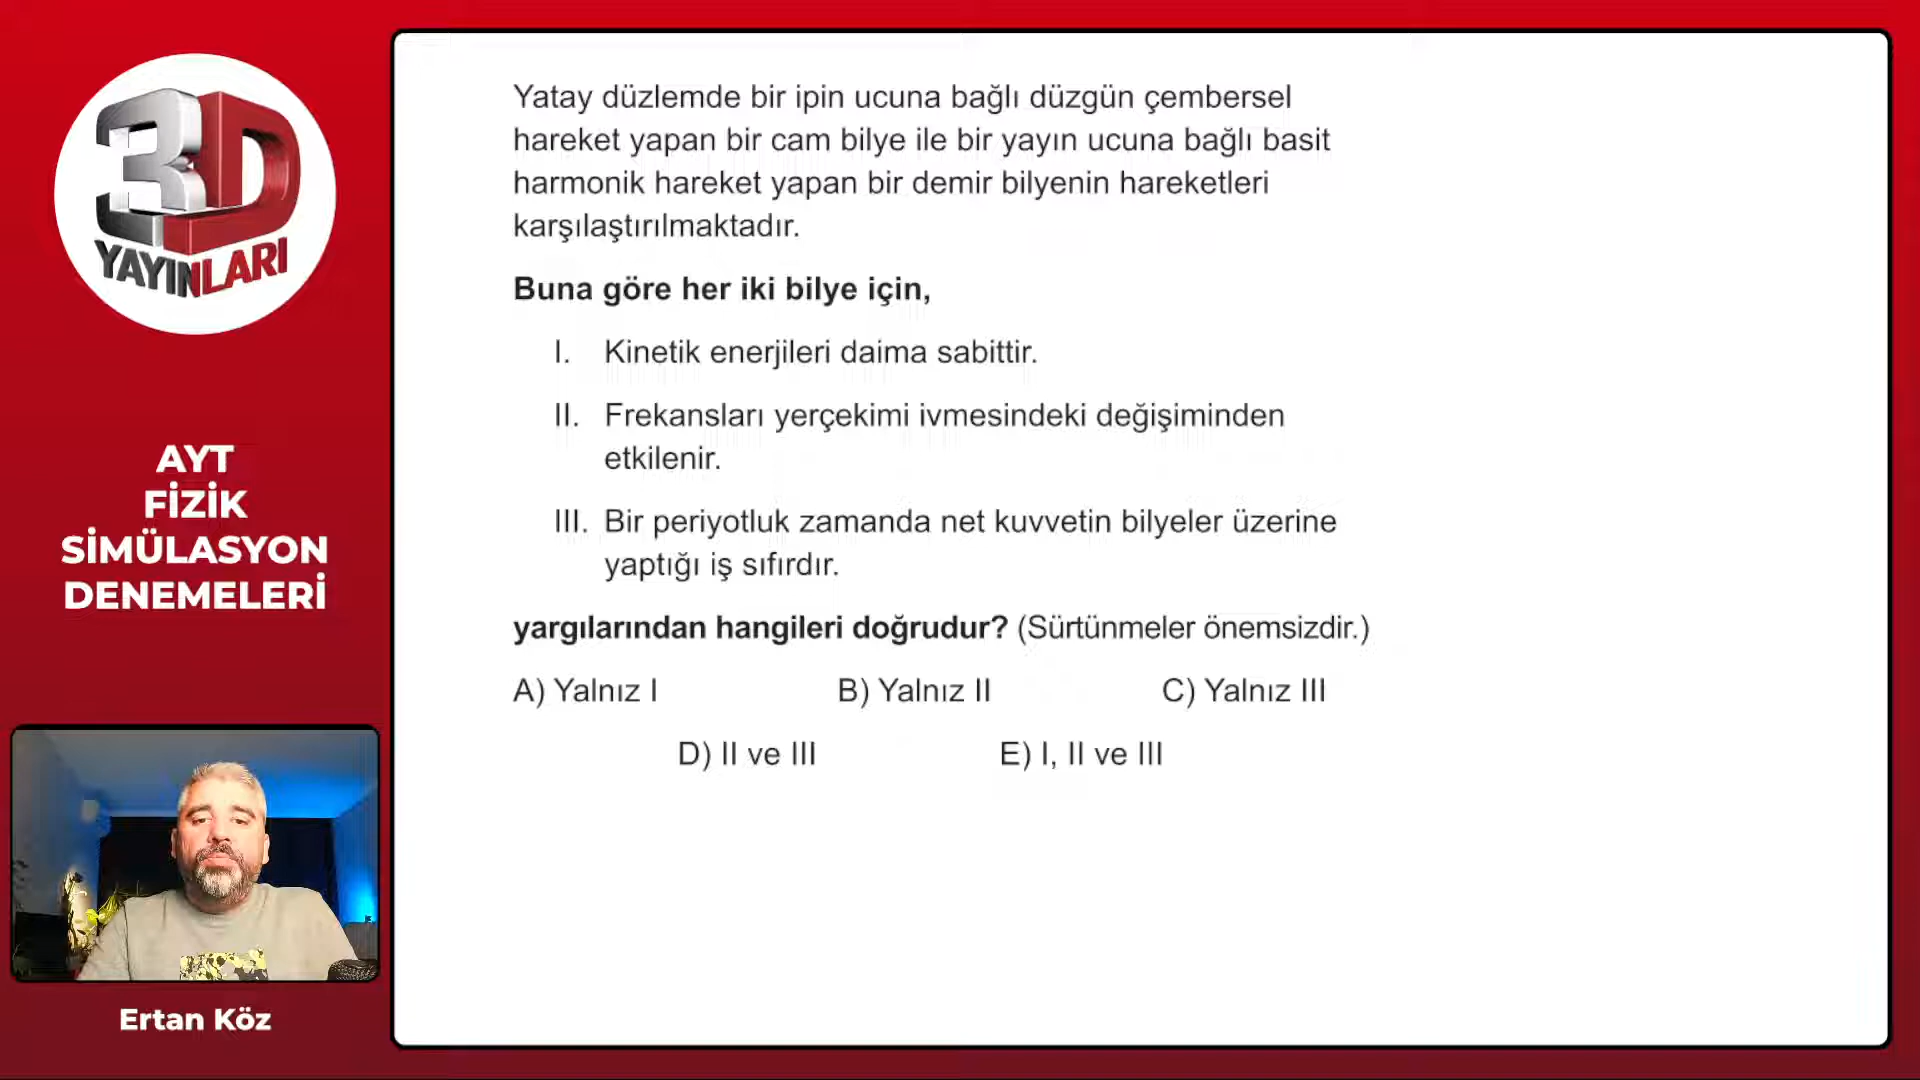 3D
YAYINLARI
AYT
FİZİK
SİMÜLASYON
DENEMELERİ
Ertan Köz
Yatay düzlemde bir ipin ucuna bağlı düzgün çembersel
hareket yapan bir cam bilye ile bir yayın ucuna bağlı basit
harmonik hareket yapan bir demir bilyenin hareketleri
karşılaştırılmaktadır.
Buna göre her iki bilye için,
I. Kinetik enerjileri daima sabittir.
II. Frekansları yerçekimi ivmesindeki değişiminden
etkilenir.
III. Bir periyotluk zamanda net kuvvetin bilyeler üzerine
yaptığı iş sıfırdır.
yargılarından hangileri doğrudur? (Sürtünmeler önemsizdir.)
A) Yalnız I B) Yalnız II C) Yalnız III
D) II ve III E) I, II ve III